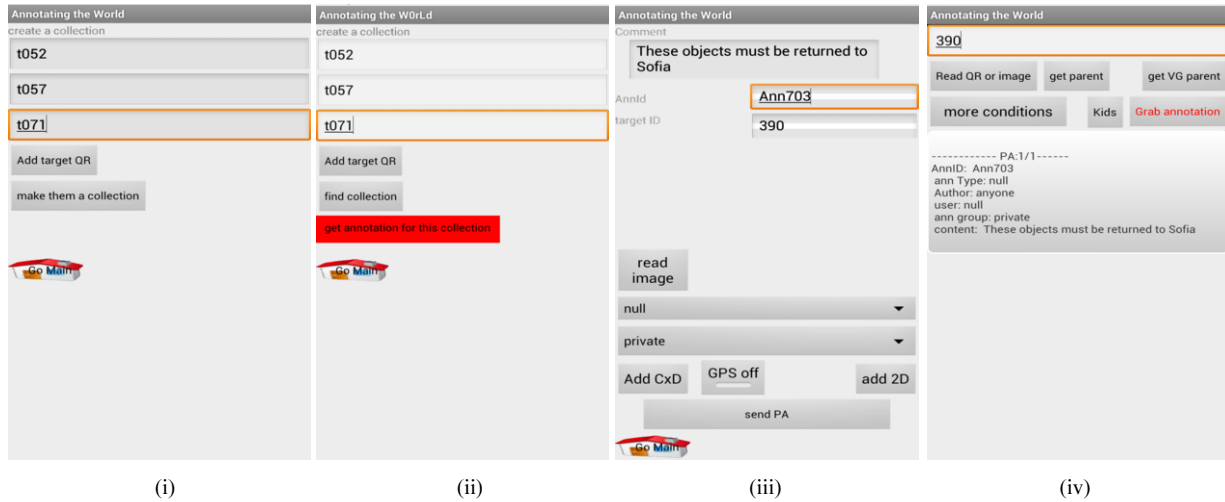 Annotating the World
create a collection
t052
t057
t071
Add target QR
make them a collection
Go Main
(i)
Annotating the W0rLd
create a collection
t052
t057
t071
Add target QR
find collection
get annotation for this collection
Go Main
(ii)
Annotating the World
Comment
These objects must be returned to
Sofia
AnnId
Ann703
target ID
390
read
image
null
private
Add CxD
GPS off
add 2D
send PA
Go Main
(iii)
Annotating the World
390
Read QR or image
get parent
get VG parent
more conditions
Kids
Grab annotation
------------ PA:1/1------
AnnID: Ann703
ann Type: null
Author: anyone
user: null
ann group: private
content: These objects must be returned to Sofia
(iv)